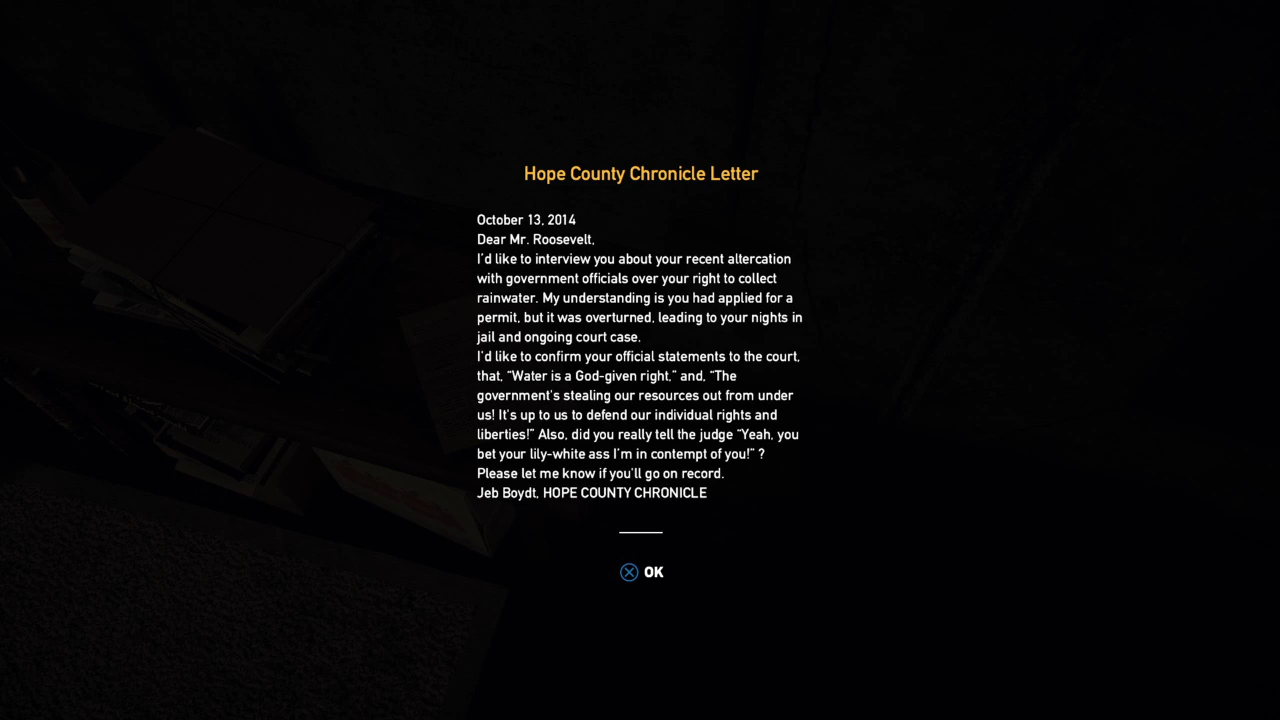 Hope County Chronicle Letter
October 13, 2014
Dear Mr. Roosevelt,
I'd like to interview you about your recent altercation
with government officials over your right to collect
rainwater. My understanding is you had applied for a
permit, but it was overturned, leading to your nights in
jail and ongoing court case.
I'd like to confirm your official statements to the court,
that, “Water is a God-given right,” and, “The
government's stealing our resources out from under
us! It's up to us to defend our individual rights and
liberties!” Also, did you really tell the judge “Yeah, you
bet your lily-white ass I'm in contempt of you!” ?
Please let me know if you'll go on record.
Jeb Boydt, HOPE COUNTY CHRONICLE
OK